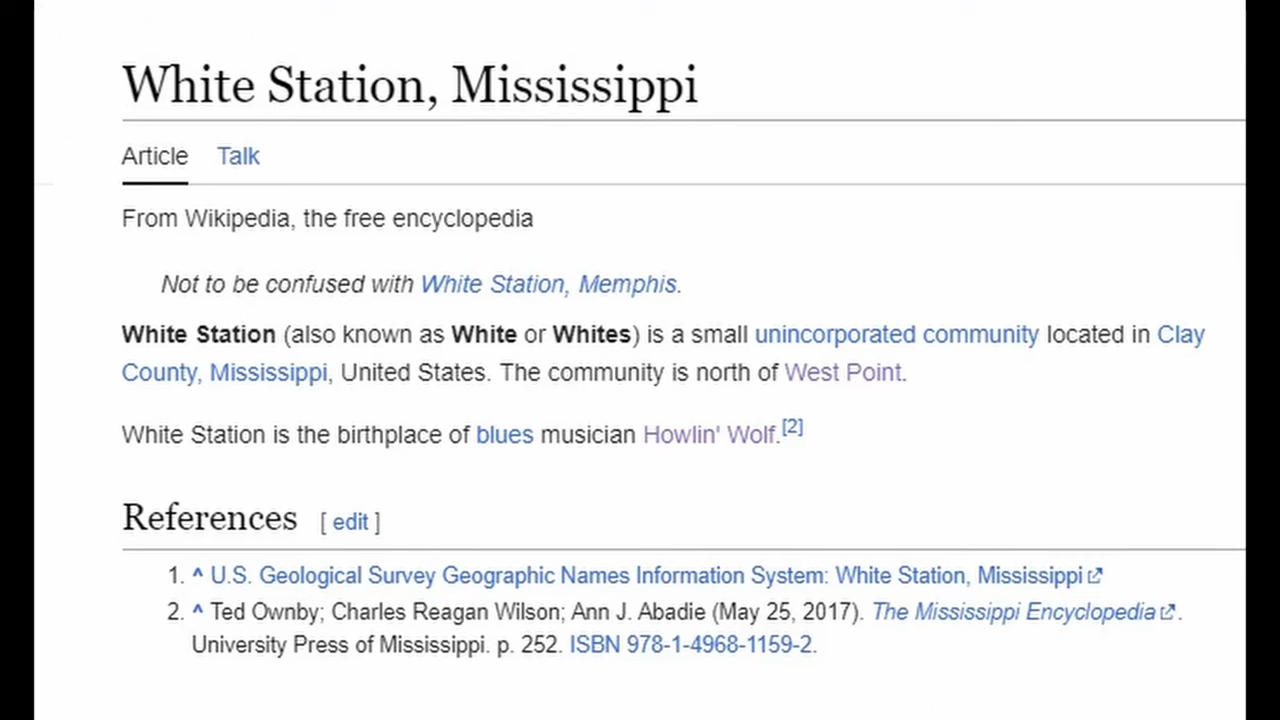 White Station, Mississippi
Article Talk
From Wikipedia, the free encyclopedia
Not to be confused with White Station, Memphis.
White Station (also known as White or Whites) is a small unincorporated community located in Clay
County, Mississippi, United States. The community is north of West Point.
White Station is the birthplace of blues musician Howlin' Wolf.[2]
References [ edit ]
1. ^ U.S. Geological Survey Geographic Names Information System: White Station, Mississippi
2. ^ Ted Ownby; Charles Reagan Wilson; Ann J. Abadie (May 25, 2017). The Mississippi Encyclopedia.
University Press of Mississippi. p. 252. ISBN 978-1-4968-1159-2.